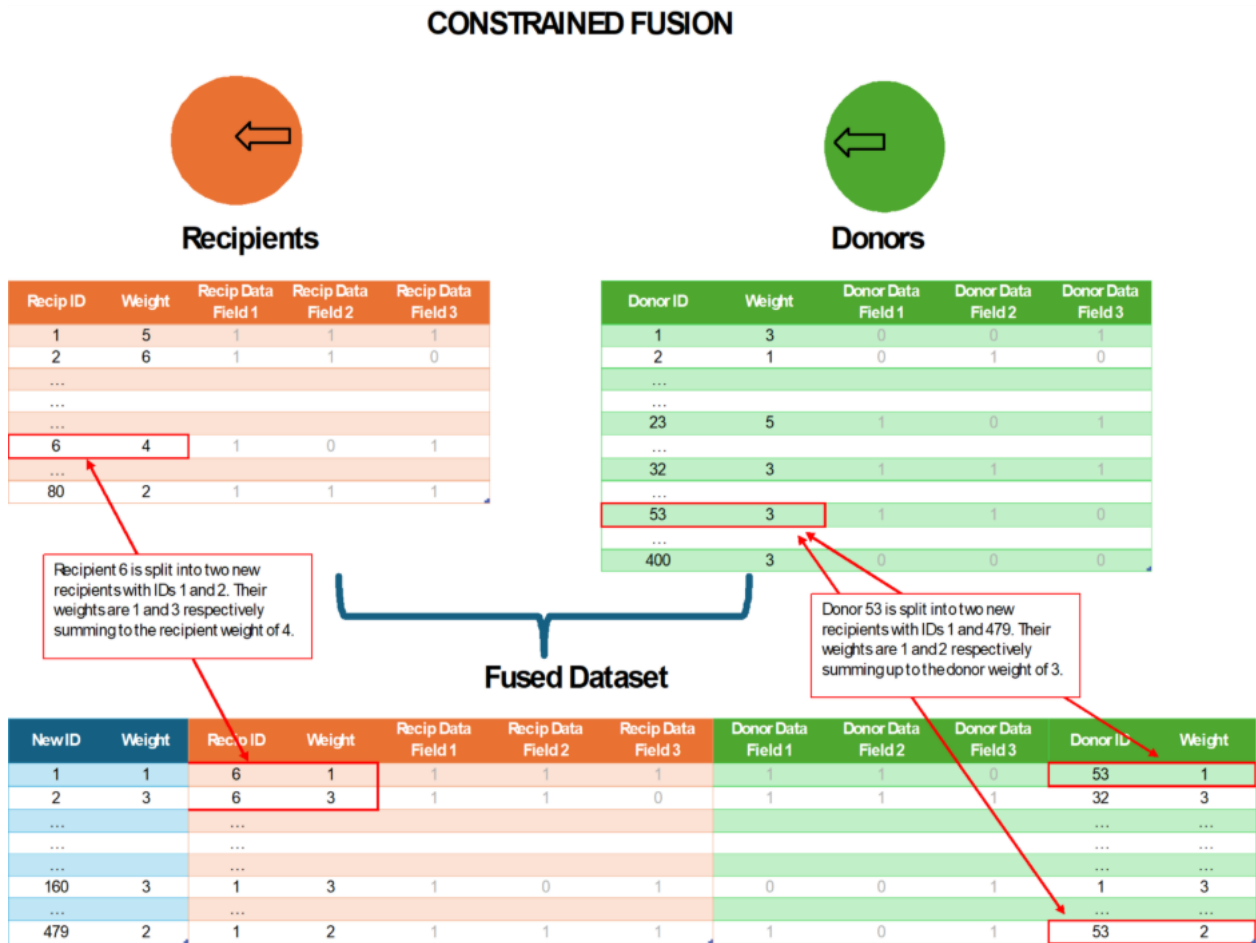 CONSTRAINED FUSION
Recipients
Recip ID Weight Recip Data Field 1 Recip Data Field 2 Recip Data Field 3
1 5 1 1 1
2 6 1 1 0
...
...
...
6 4 1 0 1
...
80 2 1 1 1
Donors
Donor ID Weight Donor Data Field 1 Donor Data Field 2 Donor Data Field 3
1 3 0 0 1
2 1 0 1 0
...
...
23 5 1 0 1
...
32 3 1 1 1
...
53 3 1 1 0
...
400 3 0 0 0
Recipient 6 is split into two new
recipients with IDs 1 and 2. Their
weights are 1 and 3 respectively
summing to the recipient weight of 4.
Donor 53 is split into two new
recipients with IDs 1 and 479. Their
weights are 1 and 2 respectively
summing up to the donor weight of 3.
Fused Dataset
New ID Weight Recip ID Weight Recip Data Field 1 Recip Data Field 2 Recip Data Field 3 Donor Data Field 1 Donor Data Field 2 Donor Data Field 3 Donor ID Weight
1 1 6 1 1 1 1 1 1 0 53 1
2 3 6 3 1 1 0 1 1 1 32 3
... ... ... ... ...
... ... ... ... ...
... ... ... ... ...
160 3 1 3 1 0 1 0 0 1 1 3
... ... ... ...
479 2 1 2 1 1 1 1 0 1 53 2